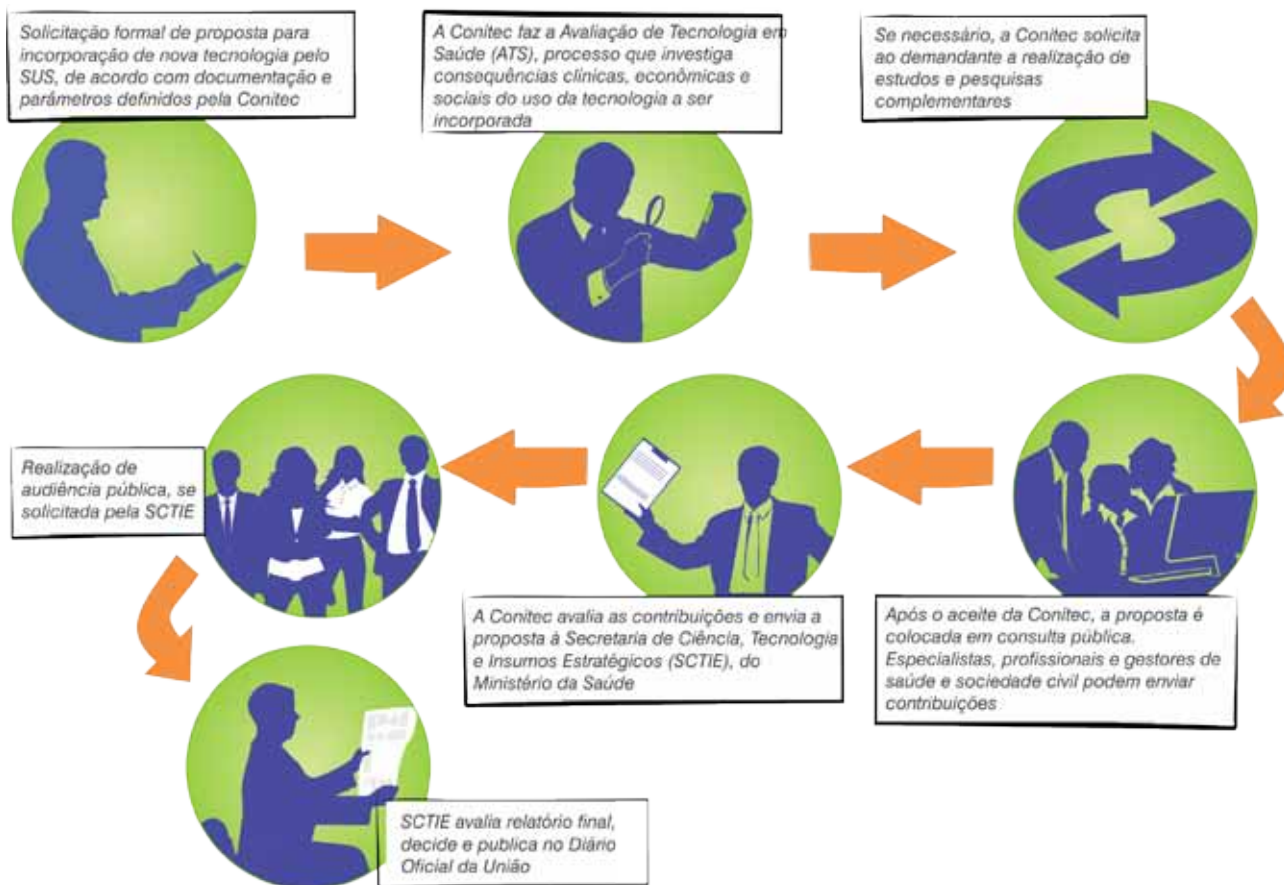 Solicitação formal de proposta para
incorporação de nova tecnologia pelo
SUS, de acordo com documentação e
parâmetros definidos pela Conitec
A Conitec faz a Avaliação de Tecnologia em
Saúde (ATS), processo que investiga
consequências clínicas, econômicas e
sociais do uso da tecnologia a ser
incorporada
Se necessário, a Conitec solicita
ao demandante a realização de
estudos e pesquisas
complementares
Após o aceite da Conitec, a proposta é
colocada em consulta pública.
Especialistas, profissionais e gestores de
saúde e sociedade civil podem enviar
contribuições
A Conitec avalia as contribuições e envia a
proposta à Secretaria de Ciência, Tecnologia
e Insumos Estratégicos (SCTIE), do
Ministério da Saúde
Realização de
audiência pública, se
solicitada pela SCTIE
SCTIE avalia relatório final,
decide e publica no Diário
Oficial da União